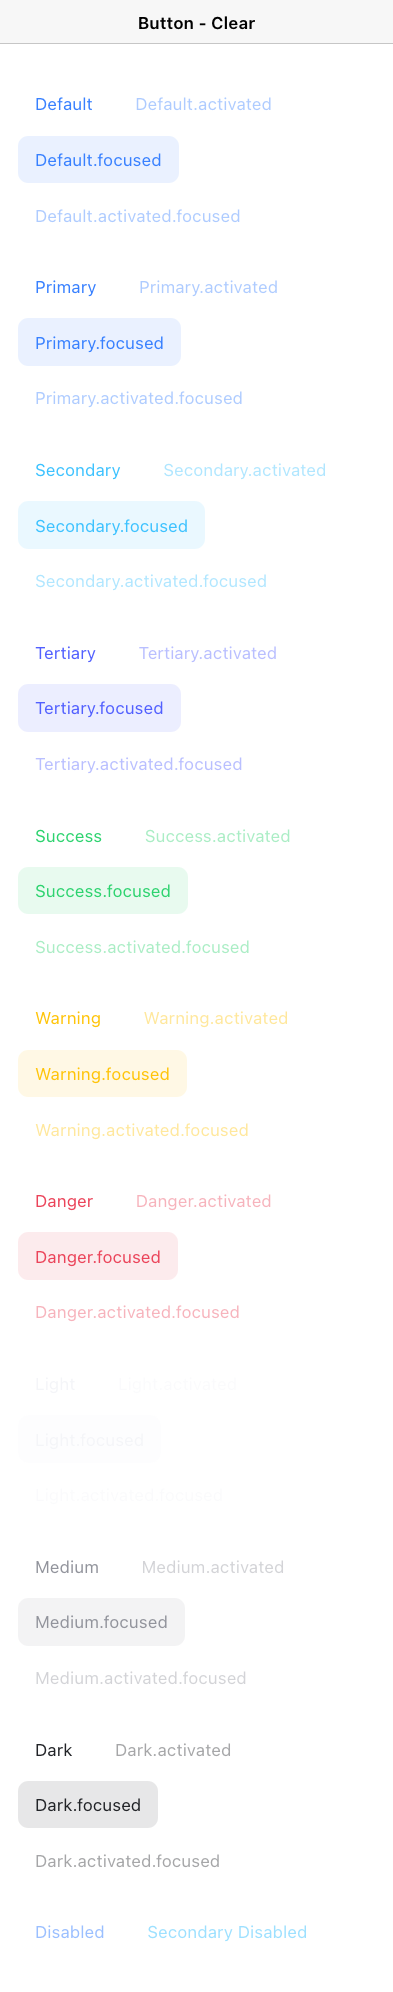 Button - Clear
Default Default.activated
Default.focused
Default.activated.focused
Primary Primary.activated
Primary.focused
Primary.activated.focused
Secondary Secondary.activated
Secondary.focused
Secondary.activated.focused
Tertiary Tertiary.activated
Tertiary.focused
Tertiary.activated.focused
Success Success.activated
Success.focused
Success.activated.focused
Warning Warning.activated
Warning.focused
Warning.activated.focused
Danger Danger.activated
Danger.focused
Danger.activated.focused
Light Light.activated
Light.focused
Light.activated.focused
Medium Medium.activated
Medium.focused
Medium.activated.focused
Dark Dark.activated
Dark.focused
Dark.activated.focused
Disabled Secondary Disabled